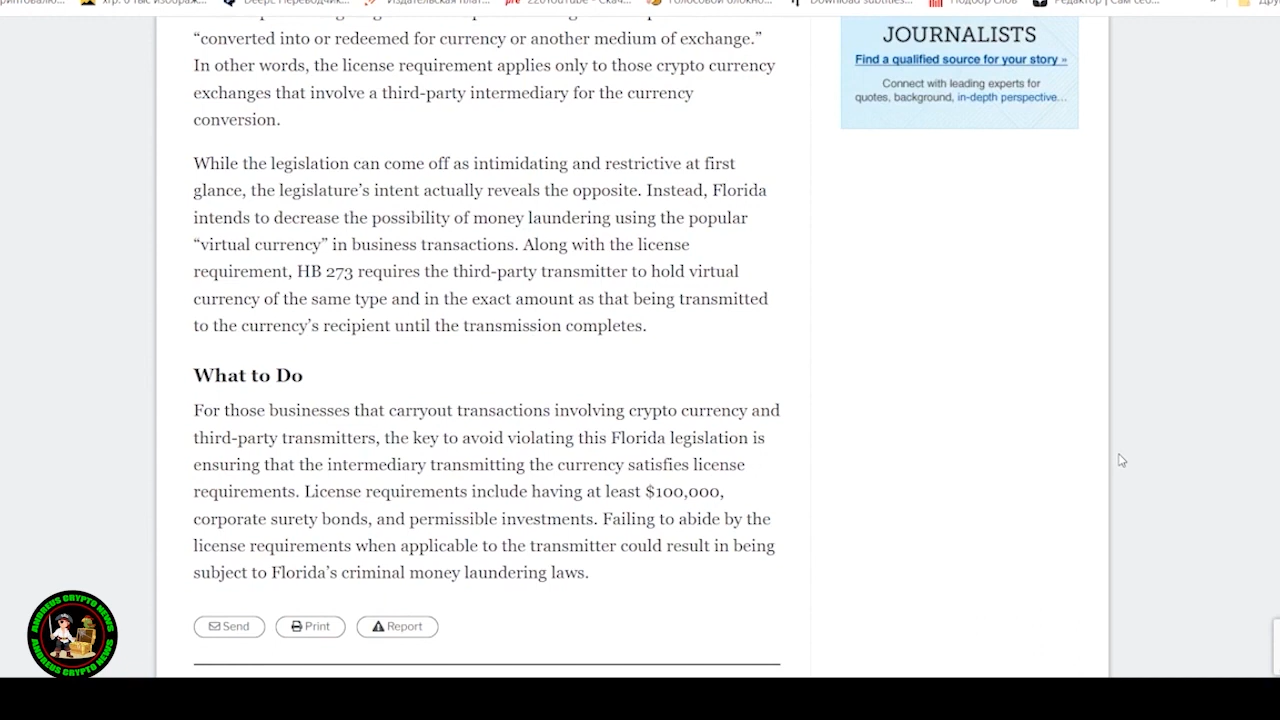 Download subtitles...
"converted into or redeemed for currency or another medium of exchange."
In other words, the license requirement applies only to those crypto currency
exchanges that involve a third-party intermediary for the currency
conversion.
While the legislation can come off as intimidating and restrictive at first
glance, the legislature's intent actually reveals the opposite. Instead, Florida
intends to decrease the possibility of money laundering using the popular
"virtual currency" in business transactions. Along with the license
requirement, HB 273 requires the third-party transmitter to hold virtual
currency of the same type and in the exact amount as that being transmitted
to the currency's recipient until the transmission completes.
What to Do
For those businesses that carryout transactions involving crypto currency and
third-party transmitters, the key to avoid violating this Florida legislation is
ensuring that the intermediary transmitting the currency satisfies license
requirements. License requirements include having at least $100,000,
corporate surety bonds, and permissible investments. Failing to abide by the
license requirements when applicable to the transmitter could result in being
subject to Florida's criminal money laundering laws.
Send Print Report
JOURNALISTS
Find a qualified source for your story »
Connect with leading experts for
quotes, background, in-depth perspective...
ANDREUS CRYPTO NEWS
ANDREUS CRYPTO NEWS